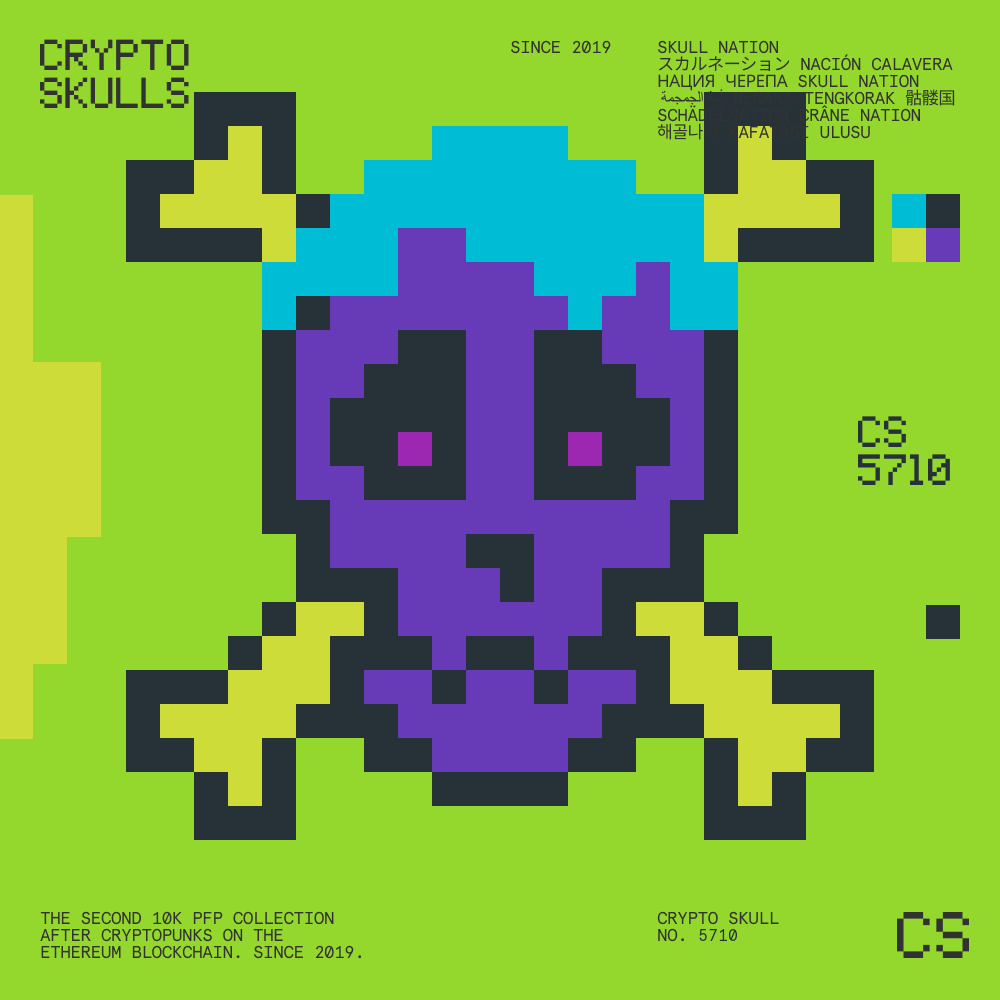 CRYPTO
SKULLS
SINCE 2019
SKULL NATION
スカルネーション NACIÓN CALAVERA
НАЦИЯ ЧЕРЕПА SKULL NATION
TENGKORAK 骷髅国
CRÂNE NATION
해골 ULUSU
CS
5710
THE SECOND 10K PFP COLLECTION
AFTER CRYPTOPUNKS ON THE
ETHEREUM BLOCKCHAIN. SINCE 2019.
CRYPTO SKULL
NO. 5710
CS